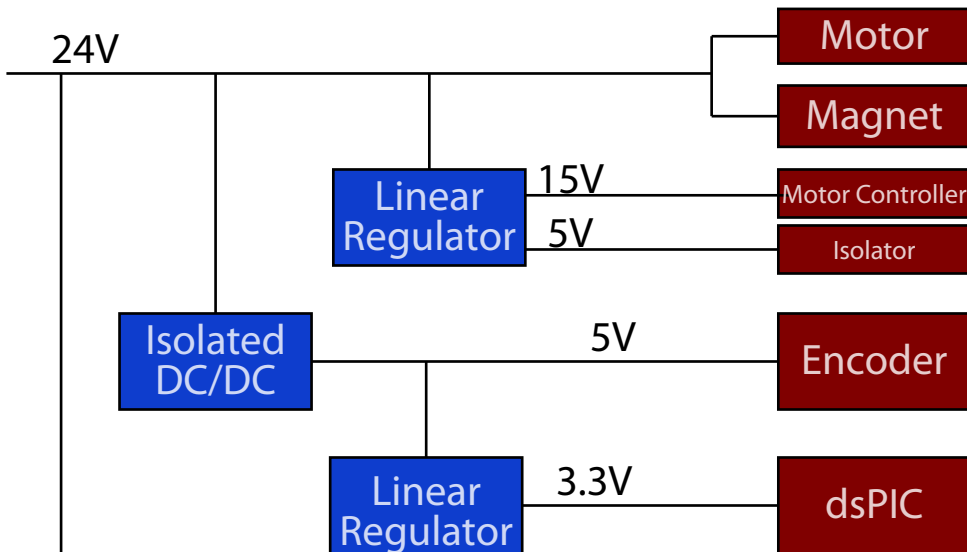 24V
Motor
Magnet
Linear
Regulator
15V
Motor Controller
5V
Isolator
Isolated
DC/DC
5V
Encoder
Linear
Regulator
3.3V
dsPIC